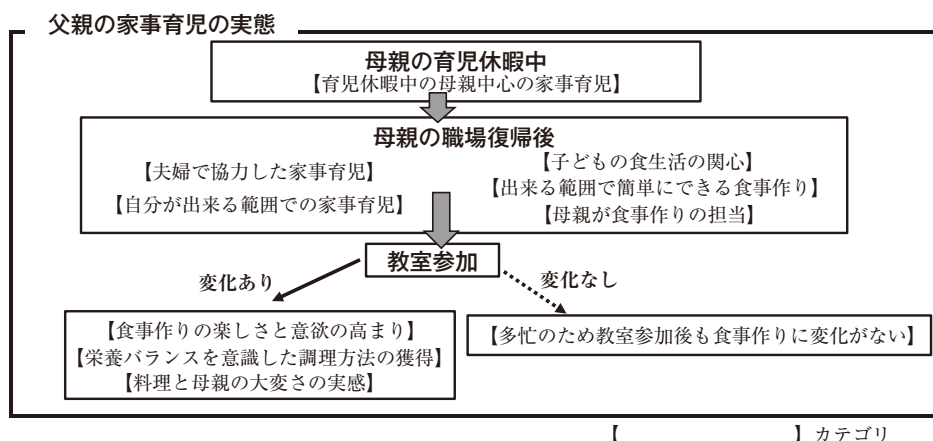 父親の家事育児の実態
母親の育児休暇中
【育児休暇中の母親中心の家事育児】
母親の職場復帰後
【夫婦で協力した家事育児】
【自分が出来る範囲での家事育児】
【子どもの食生活の関心】
【出来る範囲で簡単にできる食事作り】
【母親が食事作りの担当】
教室参加
変化あり
変化なし
【食事作りの楽しさと意欲の高まり】
【栄養バランスを意識した調理方法の獲得】
【料理と母親の大変さの実感】
【多忙のため教室参加後も食事作りに変化がない】
【　　　　　　　】カテゴリ